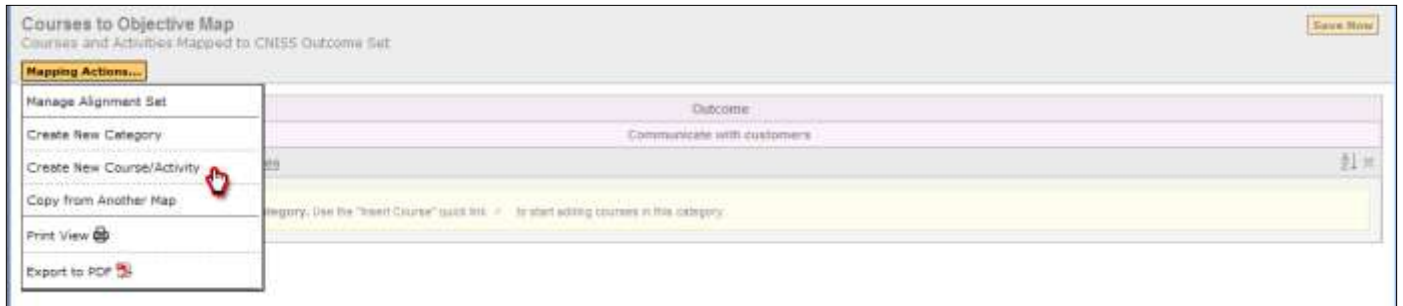 Courses to Objective Map
Save Now
Courses and Activities Mapped to CNISS Outcome Set
Mapping Actions...
Manage Alignment Set
Outcome
Create New Category
Communicate with customers
Create New Course/Activity
Copy from Another Map
Use the "Insert Course" quick link to start adding courses in this category
Print View
Export to PDF